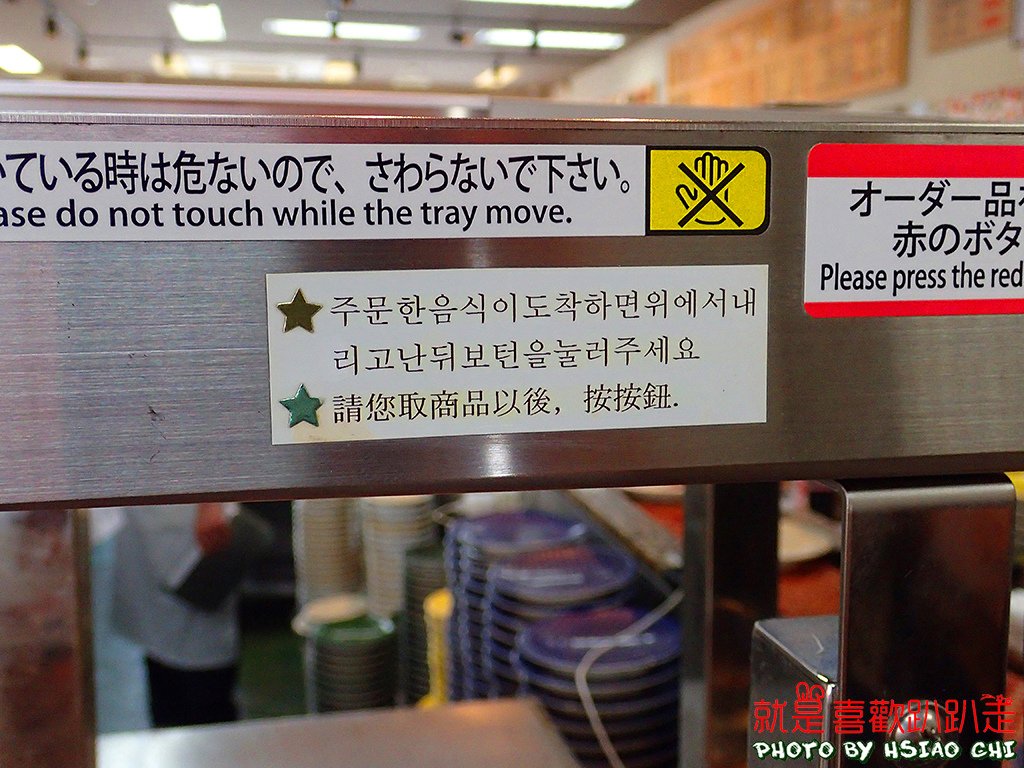 ている時は危ないので、さわらないで下さい。
ase do not touch while the tray move.
オーダー品
赤のボタ
Please press the red
주문한음식이도착하면위에서내
리고난뒤보턴을눌러주세요
請您取商品以後，按按鈕.
就是喜歡趴趴走
PHOTO BY HSIAO CHI